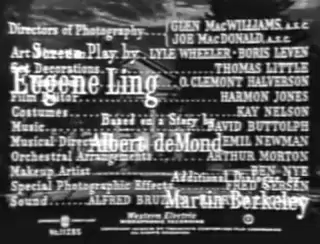 Directors of Photography GLEN MACWILLIAMS, A.S.C.
JOE MACDONALD, A.S.C.
Art LYLE WHEELER · BORIS LEVEN
Screen Play by
Set Decorations THOMAS LITTLE
Eugene Ling
O. CLEMONT HALVERSON
Film Editor HARMON JONES
Costumes KAY NELSON
Based on a Story by
Music DAVID BUTTOLPH
Musical EMIL NEWMAN
Albert deMond
Orchestral Arrangements ARTHUR MORTON
Makeup Artist BEN NYE
Additional Dialogue
Special Photographic Effects FRED SERSEN
Sound ALFRED
Martin Berkeley
Western Electric